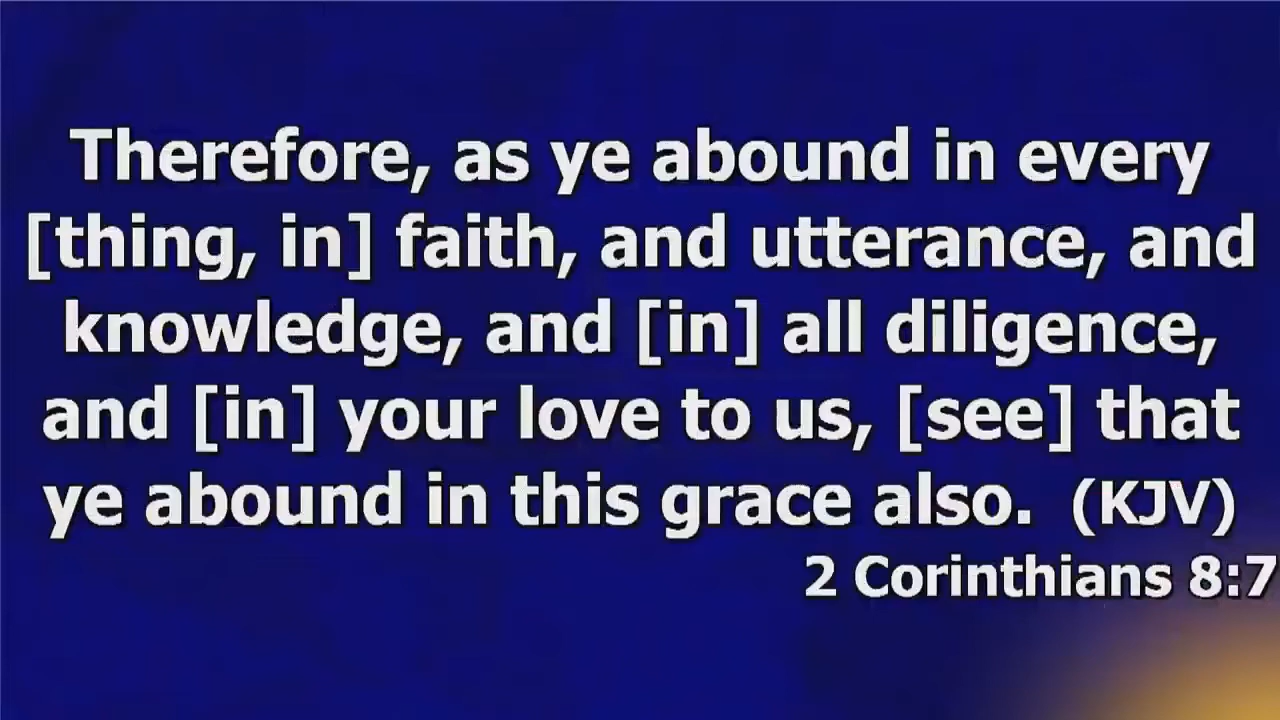 Therefore, as ye abound in every
[thing, in] faith, and utterance, and
knowledge, and [in] all diligence,
and [in] your love to us, [see] that
ye abound in this grace also.  (KJV)
2 Corinthians 8:7